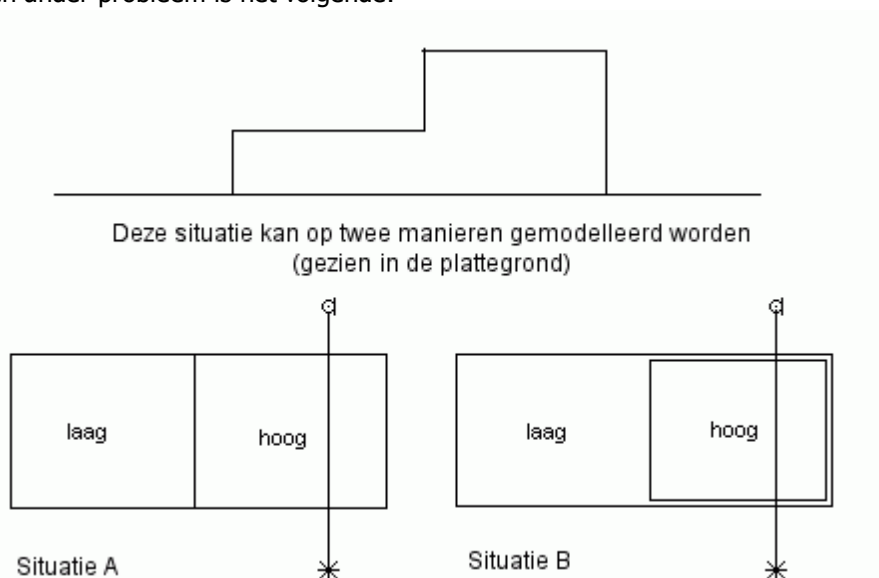 ander probleem is het volgende:
Deze situatie kan op twee manieren gemodelleerd worden
(gezien in de plattegrond)
laag
hoog
laag
hoog
Situatie A
Situatie B